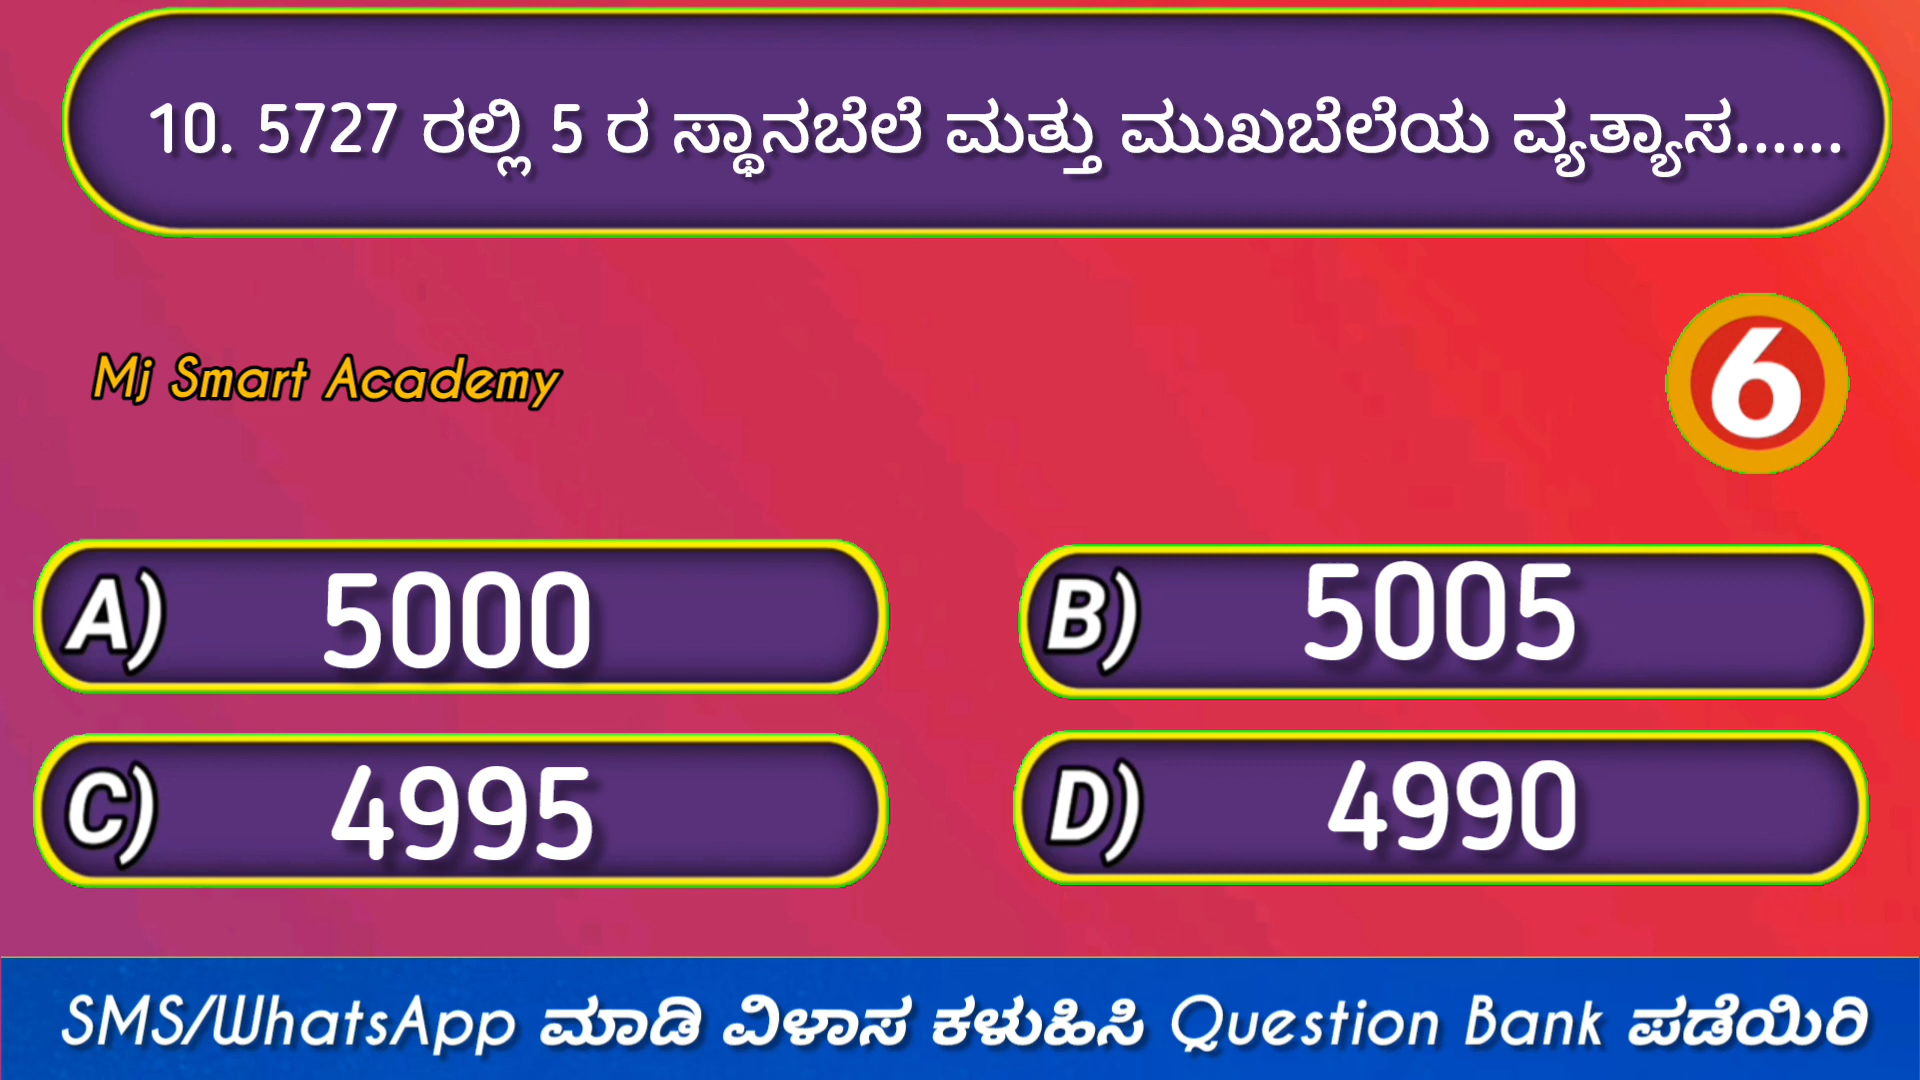 10. 5727 ರಲ್ಲಿ 5 ರ ಸ್ಥಾನಬೆಲೆ ಮತ್ತು ಮುಖಬೆಲೆಯ ವ್ಯತ್ಯಾಸ......
Mj Smart Academy
6
A) 5000
B) 5005
C) 4995
D) 4990
SMS/WhatsApp ಮಾಡಿ ವಿಳಾಸ ಕಳುಹಿಸಿ Question Bank ಪಡೆಯಿರಿ